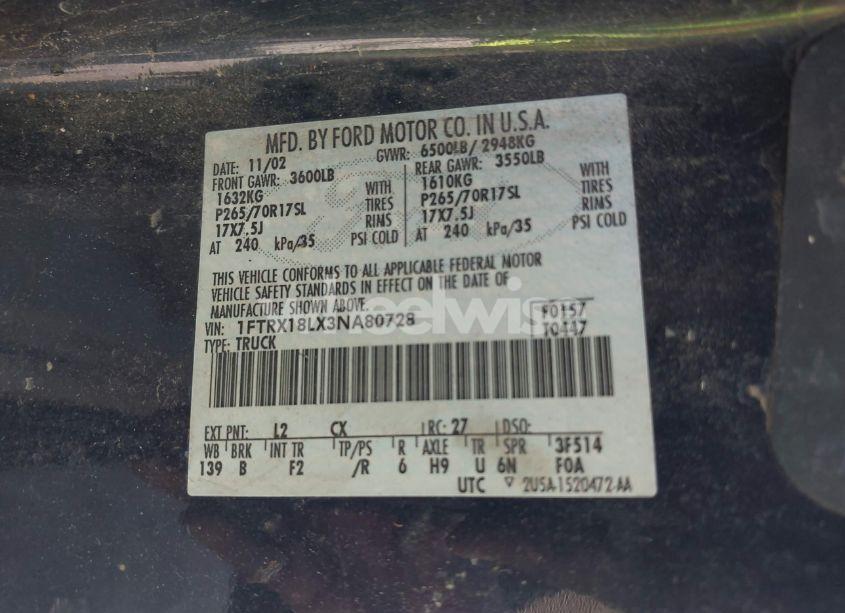 MFD. BY FORD MOTOR CO. IN U.S.A.
DATE: 11/02 GVWR: 6500LB/ 2948KG
FRONT GAWR: 3600LB REAR GAWR: 3550LB
1632KG WITH 1610KG WITH
P265/70R17SL TIRES P265/70R17SL TIRES
17X7.5J RIMS 17X7.5J RIMS
AT 240 kPa/35 PSI COLD AT 240 kPa/35 PSI COLD
THIS VEHICLE CONFORMS TO ALL APPLICABLE FEDERAL MOTOR
VEHICLE SAFETY STANDARDS IN EFFECT ON THE DATE OF
MANUFACTURE SHOWN ABOVE.
VIN: 1FTRX18LX3NA80728 F0157
TYPE: TRUCK T0447
EXT PNT: L2 CX RC: 27 DSO:
WB BRK INT TR TP/PS R AXLE TR SPR 3F514
139 B F2 /R 6 H9 U 6N F0A
UTC ▽ 2U5A-1520472-AA